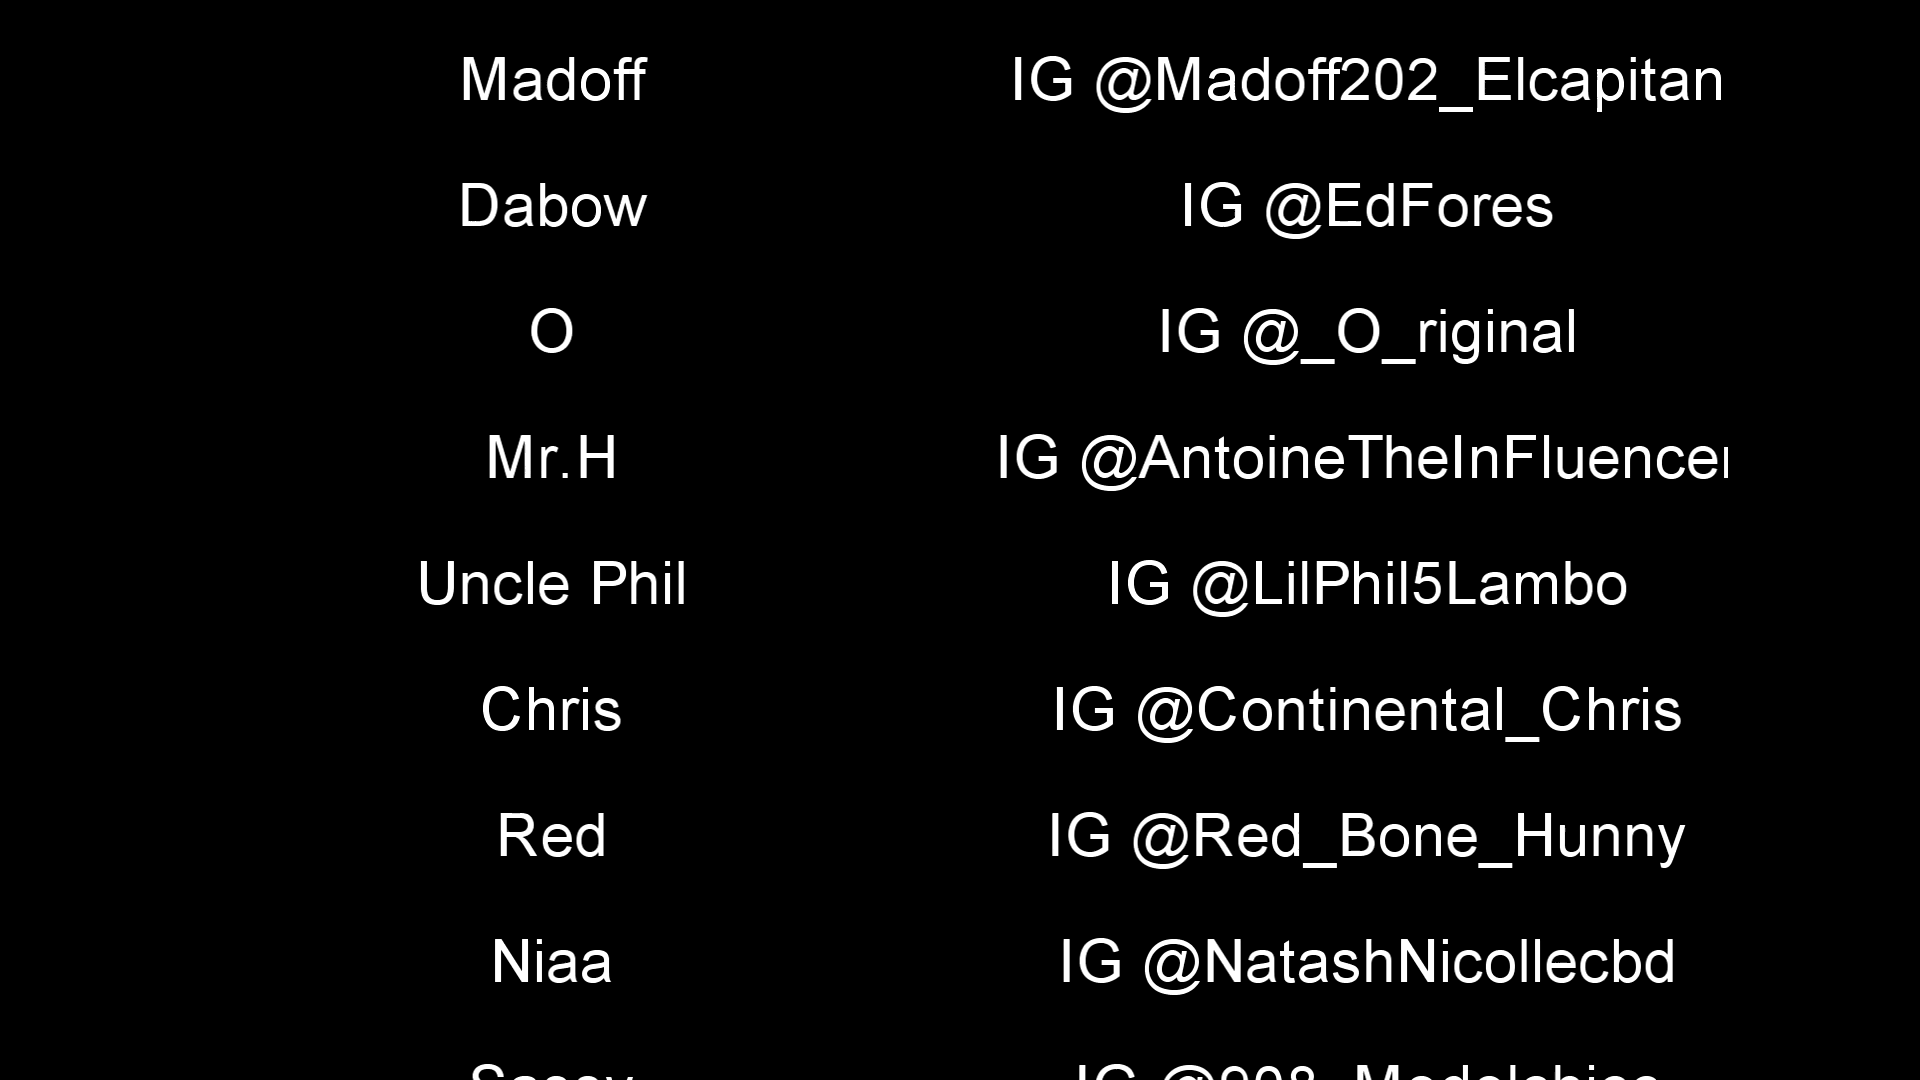 Madoff IG @Madoff202_Elcapitan
Dabow IG @EdFores
O IG @_O_riginal
Mr.H IG @AntoineTheInFluencer
Uncle Phil IG @LilPhil5Lambo
Chris IG @Continental_Chris
Red IG @Red_Bone_Hunny
Niaa IG @NatashNicollecbd
IG